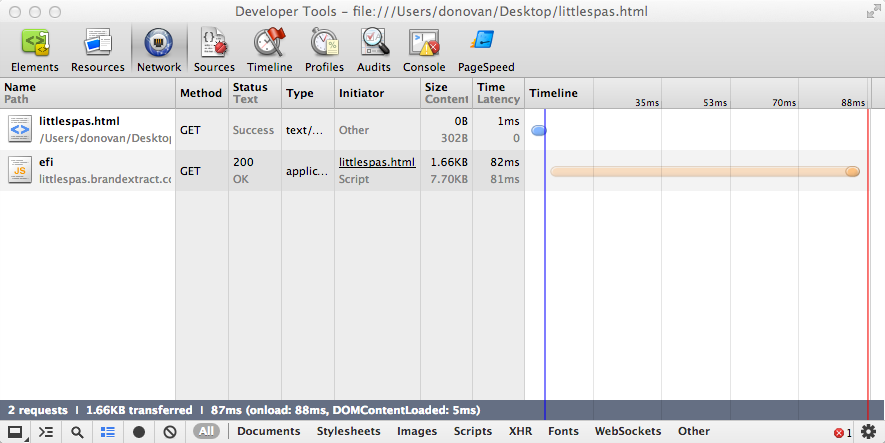 Developer Tools – file:///Users/donovan/Desktop/littlespas.html
Elements Resources Network Sources Timeline Profiles Audits Console PageSpeed
Name Path Method Status Text Type Initiator Size Content Time Latency Timeline 35ms 53ms 70ms 88ms
littlespas.html GET Success text/... Other 0B 1ms
/Users/donovan/Desktop 302B 0
efi GET 200 applic... littlespas.html 1.66KB 82ms
JS littlespas.brandextract.co OK Script 7.70KB 81ms
2 requests | 1.66KB transferred | 87ms (onload: 88ms, DOMContentLoaded: 5ms)
All Documents Stylesheets Images Scripts XHR Fonts WebSockets Other 1